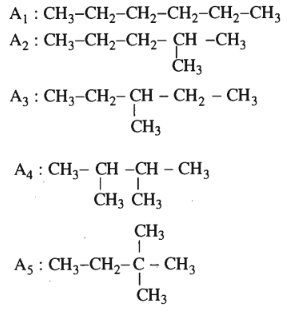 A₁ : CH₃–CH₂–CH₂–CH₂–CH₂–CH₃
A₂ : CH₃–CH₂–CH₂– CH –CH₃
CH₃
A₃ : CH₃–CH₂–CH – CH₂ – CH₃
CH₃
A₄ : CH₃– CH –CH – CH₃
CH₃ CH₃
CH₃
A₅ : CH₃–CH₂–C – CH₃
CH₃